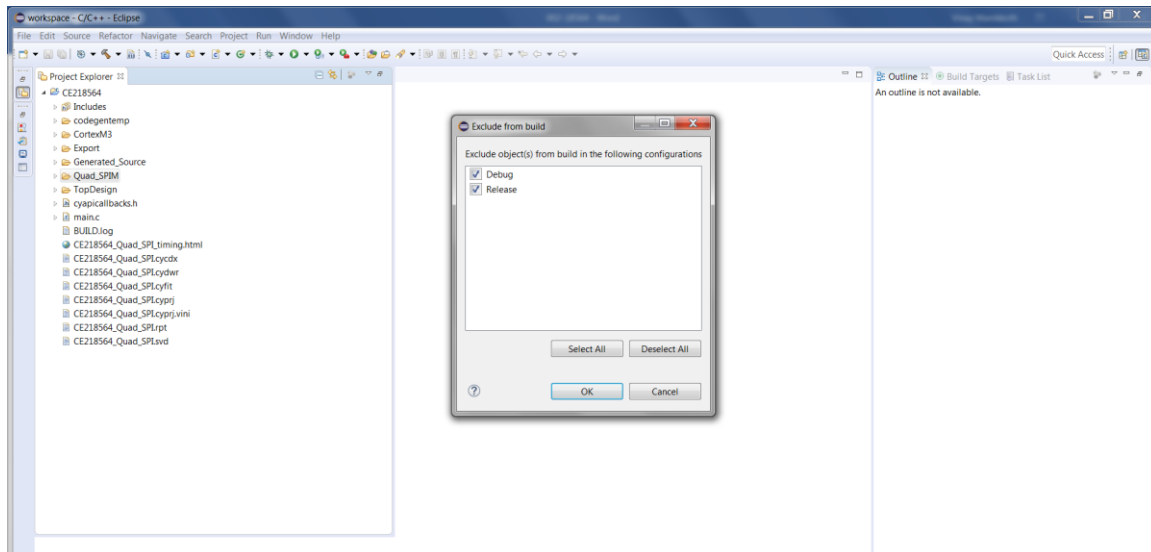 workspace - C/C++ - Eclipse
File Edit Source Refactor Navigate Search Project Run Window Help
Quick Access
Project Explorer
CE218564
Includes
codegentemp
CortexM3
Export
Generated_Source
Quad_SPIM
TopDesign
cyapicallbacks.h
main.c
BUILD.log
CE218564_Quad_SPI_timing.html
CE218564_Quad_SPI.cycdx
CE218564_Quad_SPI.cydwr
CE218564_Quad_SPI.cyfit
CE218564_Quad_SPI.cyprj
CE218564_Quad_SPI.cyprj.vini
CE218564_Quad_SPI.rpt
CE218564_Quad_SPI.svd
Exclude from build
Exclude object(s) from build in the following configurations
Debug
Release
Select All Deselect All
OK Cancel
Outline Build Targets Task List
An outline is not available.